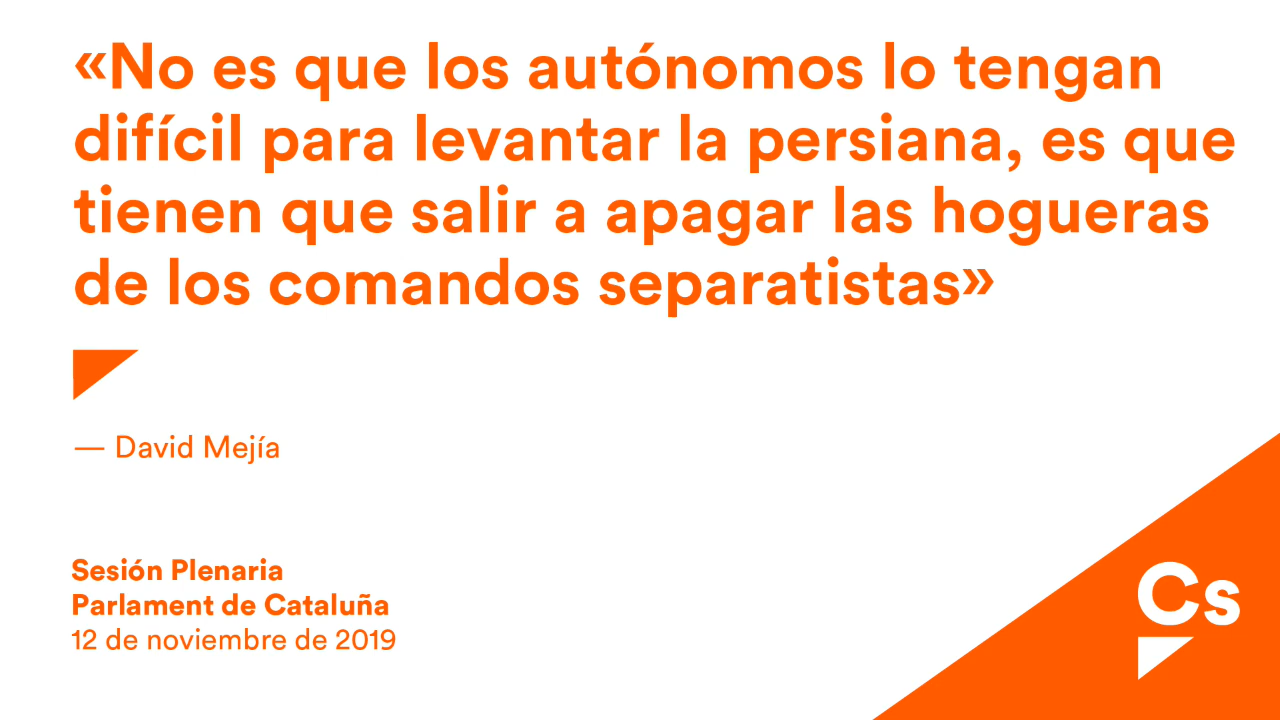 «No es que los autónomos lo tengan
difícil para levantar la persiana, es que
tienen que salir a apagar las hogueras
de los comandos separatistas»
— David Mejía
Sesión Plenaria
Parlament de Cataluña
12 de noviembre de 2019
Cs